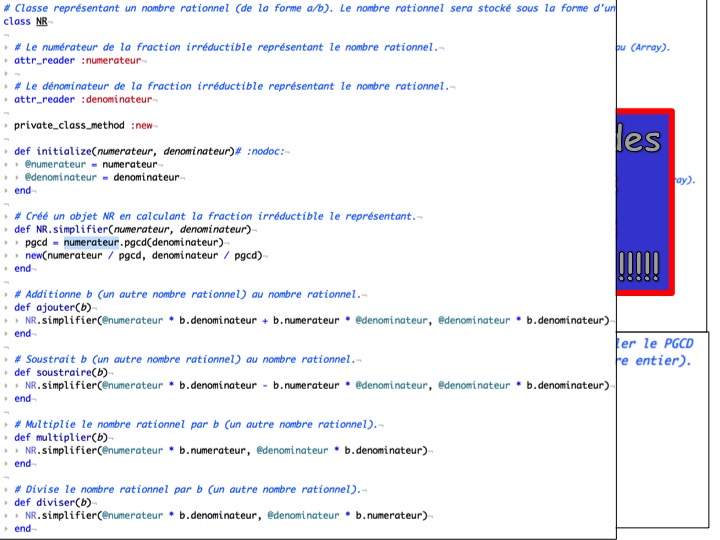 # Classe représentant un nombre rationnel (de la forme a/b). Le nombre rationnel sera stocké sous la forme d'un
class NR
# Le numérateur de la fraction irréductible représentant le nombre rationnel.
attr_reader :numerateur
# Le dénominateur de la fraction irréductible représentant le nombre rationnel.
attr_reader :denominateur
private_class_method :new
def initialize(numerateur, denominateur)# :nodoc:
@numerateur = numerateur
@denominateur = denominateur
end
# Créé un objet NR en calculant la fraction irréductible le représentant.
def NR.simplifier(numerateur, denominateur)
pgcd = numerateur.pgcd(denominateur)
new(numerateur / pgcd, denominateur / pgcd)
end
# Additionne b (un autre nombre rationnel) au nombre rationnel.
def ajouter(b)
NR.simplifier(@numerateur * b.denominateur + b.numerateur * @denominateur, @denominateur * b.denominateur)
end
# Soustrait b (un autre nombre rationnel) au nombre rationnel.
def soustraire(b)
NR.simplifier(@numerateur * b.denominateur - b.numerateur * @denominateur, @denominateur * b.denominateur)
end
# Multiplie le nombre rationnel par b (un autre nombre rationnel).
def multiplier(b)
NR.simplifier(@numerateur * b.numerateur, @denominateur * b.denominateur)
end
# Divise le nombre rationnel par b (un autre nombre rationnel).
def diviser(b)
NR.simplifier(@numerateur * b.denominateur, @denominateur * b.numerateur)
end
au (Array).
des
ray).
!!!!!
ler le PGCD
re entier).